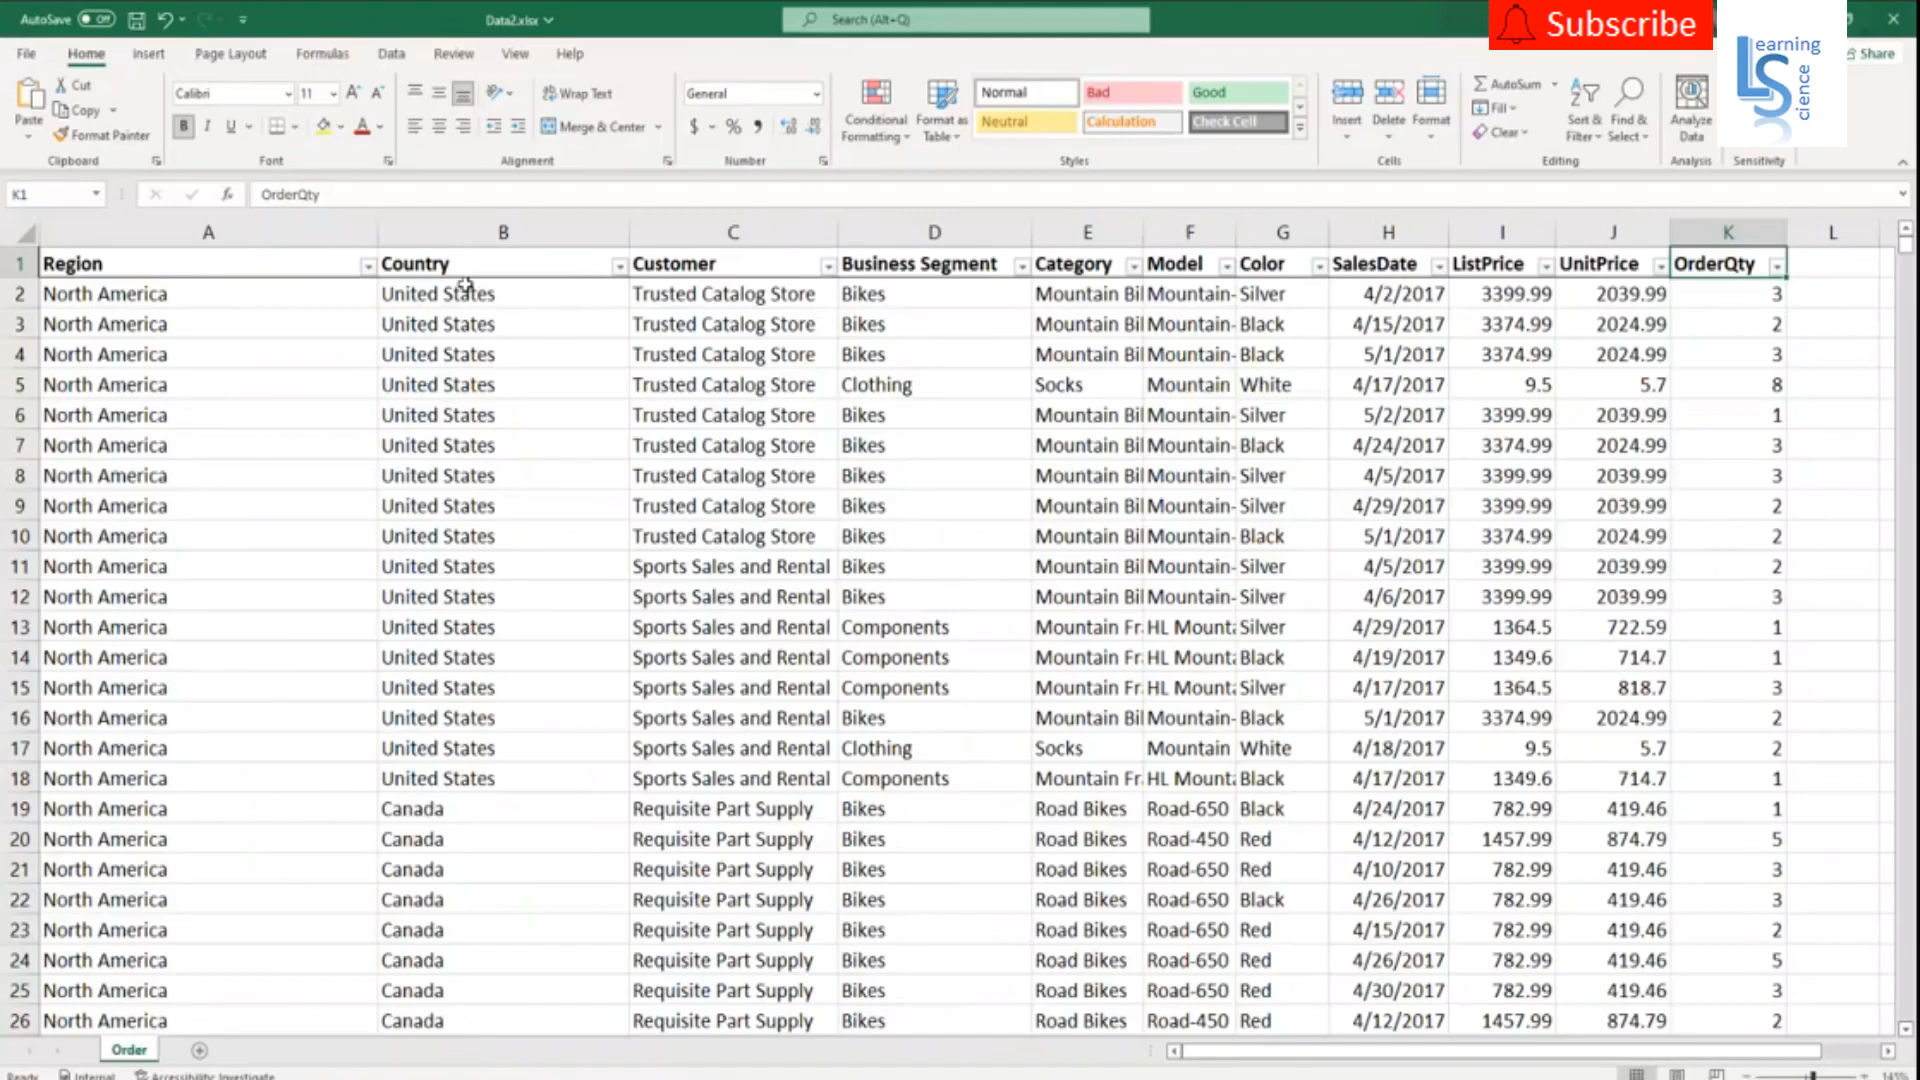 AutoSave Off Data2.xlsx Search (Alt+Q) Subscribe
File Home Insert Page Layout Formulas Data Review View Help Share
Learning Science
Paste Cut Copy Format Painter Clipboard
Calibri 11 B I U Font
Wrap Text Merge & Center Alignment
General $ % Number
Conditional Formatting Format as Table
Normal Bad Good
Neutral Calculation Check Cell
Styles
Insert Delete Format Cells
AutoSum Fill Clear Sort & Filter Find & Select Editing
Analyze Data Analysis Sensitivity
K1 fx OrderQty
A B C D E F G H I J K L
1 Region Country Customer Business Segment Category Model Color SalesDate ListPrice UnitPrice OrderQty
2 North America United States Trusted Catalog Store Bikes Mountain Bil Mountain- Silver 4/2/2017 3399.99 2039.99 3
3 North America United States Trusted Catalog Store Bikes Mountain Bil Mountain- Black 4/15/2017 3374.99 2024.99 2
4 North America United States Trusted Catalog Store Bikes Mountain Bil Mountain- Black 5/1/2017 3374.99 2024.99 3
5 North America United States Trusted Catalog Store Clothing Socks Mountain White 4/17/2017 9.5 5.7 8
6 North America United States Trusted Catalog Store Bikes Mountain Bil Mountain- Silver 5/2/2017 3399.99 2039.99 1
7 North America United States Trusted Catalog Store Bikes Mountain Bil Mountain- Black 4/24/2017 3374.99 2024.99 3
8 North America United States Trusted Catalog Store Bikes Mountain Bil Mountain- Silver 4/5/2017 3399.99 2039.99 3
9 North America United States Trusted Catalog Store Bikes Mountain Bil Mountain- Silver 4/29/2017 3399.99 2039.99 2
10 North America United States Trusted Catalog Store Bikes Mountain Bil Mountain- Black 5/1/2017 3374.99 2024.99 2
11 North America United States Sports Sales and Rental Bikes Mountain Bil Mountain- Silver 4/5/2017 3399.99 2039.99 2
12 North America United States Sports Sales and Rental Bikes Mountain Bil Mountain- Silver 4/6/2017 3399.99 2039.99 3
13 North America United States Sports Sales and Rental Components Mountain Fr HL Mount Silver 4/29/2017 1364.5 722.59 1
14 North America United States Sports Sales and Rental Components Mountain Fr HL Mount Black 4/19/2017 1349.6 714.7 1
15 North America United States Sports Sales and Rental Components Mountain Fr HL Mount Silver 4/17/2017 1364.5 818.7 3
16 North America United States Sports Sales and Rental Bikes Mountain Bil Mountain- Black 5/1/2017 3374.99 2024.99 2
17 North America United States Sports Sales and Rental Clothing Socks Mountain White 4/18/2017 9.5 5.7 2
18 North America United States Sports Sales and Rental Components Mountain Fr HL Mount Black 4/17/2017 1349.6 714.7 1
19 North America Canada Requisite Part Supply Bikes Road Bikes Road-650 Black 4/24/2017 782.99 419.46 1
20 North America Canada Requisite Part Supply Bikes Road Bikes Road-450 Red 4/12/2017 1457.99 874.79 5
21 North America Canada Requisite Part Supply Bikes Road Bikes Road-650 Red 4/10/2017 782.99 419.46 3
22 North America Canada Requisite Part Supply Bikes Road Bikes Road-650 Black 4/26/2017 782.99 419.46 3
23 North America Canada Requisite Part Supply Bikes Road Bikes Road-650 Red 4/15/2017 782.99 419.46 2
24 North America Canada Requisite Part Supply Bikes Road Bikes Road-650 Red 4/26/2017 782.99 419.46 5
25 North America Canada Requisite Part Supply Bikes Road Bikes Road-650 Red 4/30/2017 782.99 419.46 3
26 North America Canada Requisite Part Supply Bikes Road Bikes Road-450 Red 4/12/2017 1457.99 874.79 2
Order
Ready Internal Accessibility: Investigate 145%